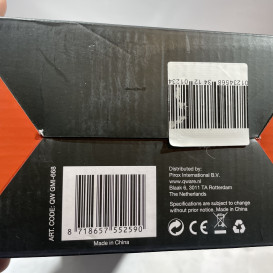 ART. CODE: QW GMI-668
8 718657 552590
Made in China
Distributed by:
Pirox International B.V.
www.qware.nl
Blaak 6, 3011 TA Rotterdam
The Netherlands
Specifications are subject to change
without prior notice. Made in China
CE